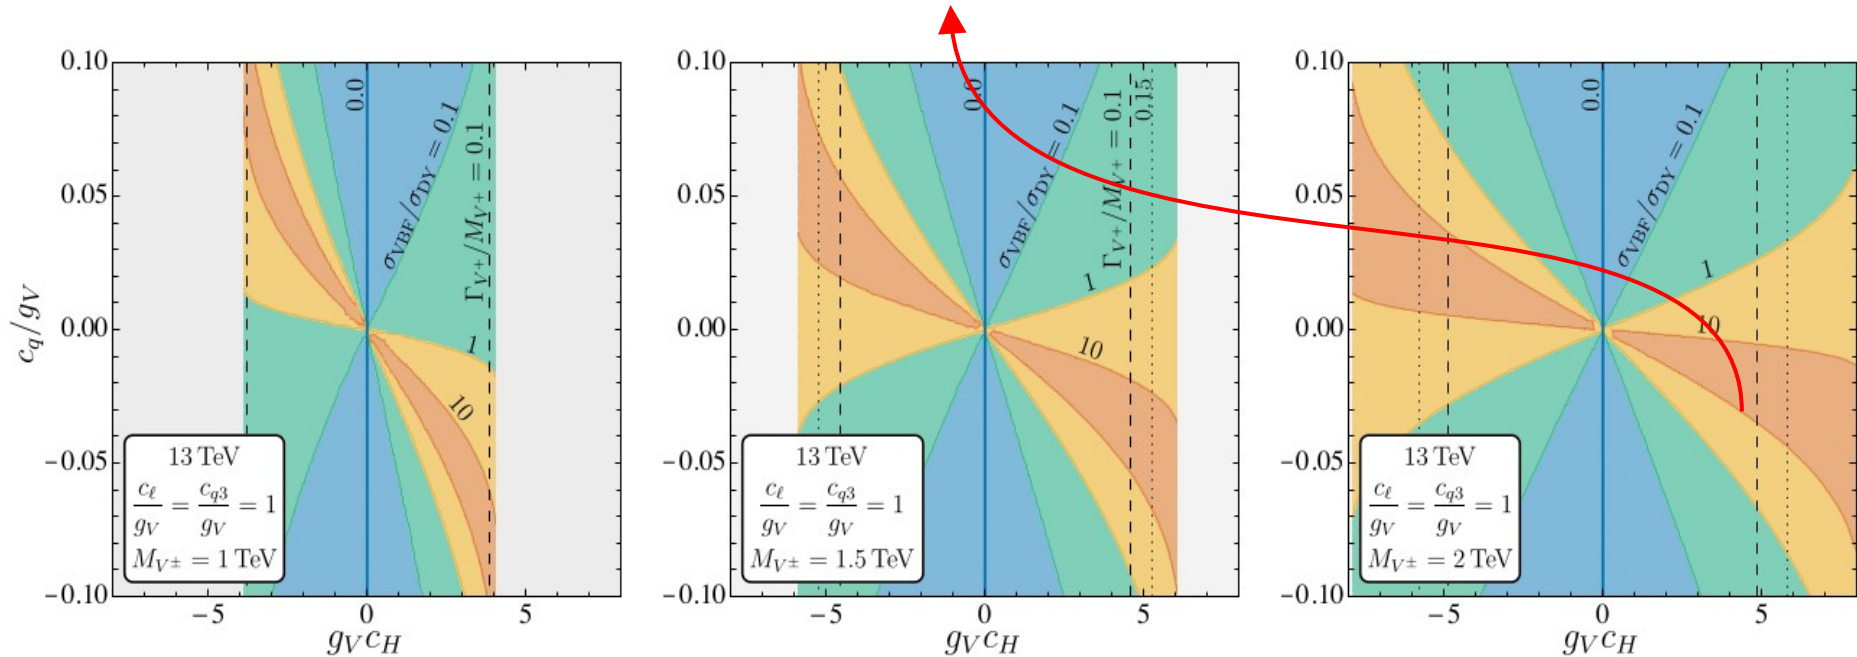 0.10
0.05
0.00
−0.05
−0.10
c_q/g_V
0.0
σ_VBF/σ_DY = 0.1
Γ_V+/M_V+ = 0.1
1
10
13 TeV
c_ℓ/g_V = c_q3/g_V = 1
M_V± = 1 TeV
−5
0
5
g_V c_H
0.10
0.05
0.00
−0.05
−0.10
0.0
σ_VBF/σ_DY = 0.1
Γ_V+/M_V+ = 0.1
0.15
1
10
13 TeV
c_ℓ/g_V = c_q3/g_V = 1
M_V± = 1.5 TeV
−5
0
5
g_V c_H
0.10
0.05
0.00
−0.05
−0.10
0.0
σ_VBF/σ_DY = 0.1
1
10
13 TeV
c_ℓ/g_V = c_q3/g_V = 1
M_V± = 2 TeV
−5
0
5
g_V c_H